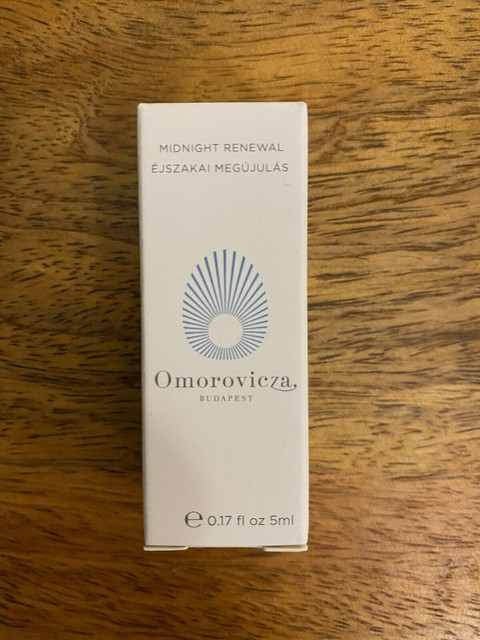 MIDNIGHT RENEWAL
ÉJSZAKAI MEGÚJULÁS
Omorovicza,
BUDAPEST
℮ 0.17 fl oz 5ml